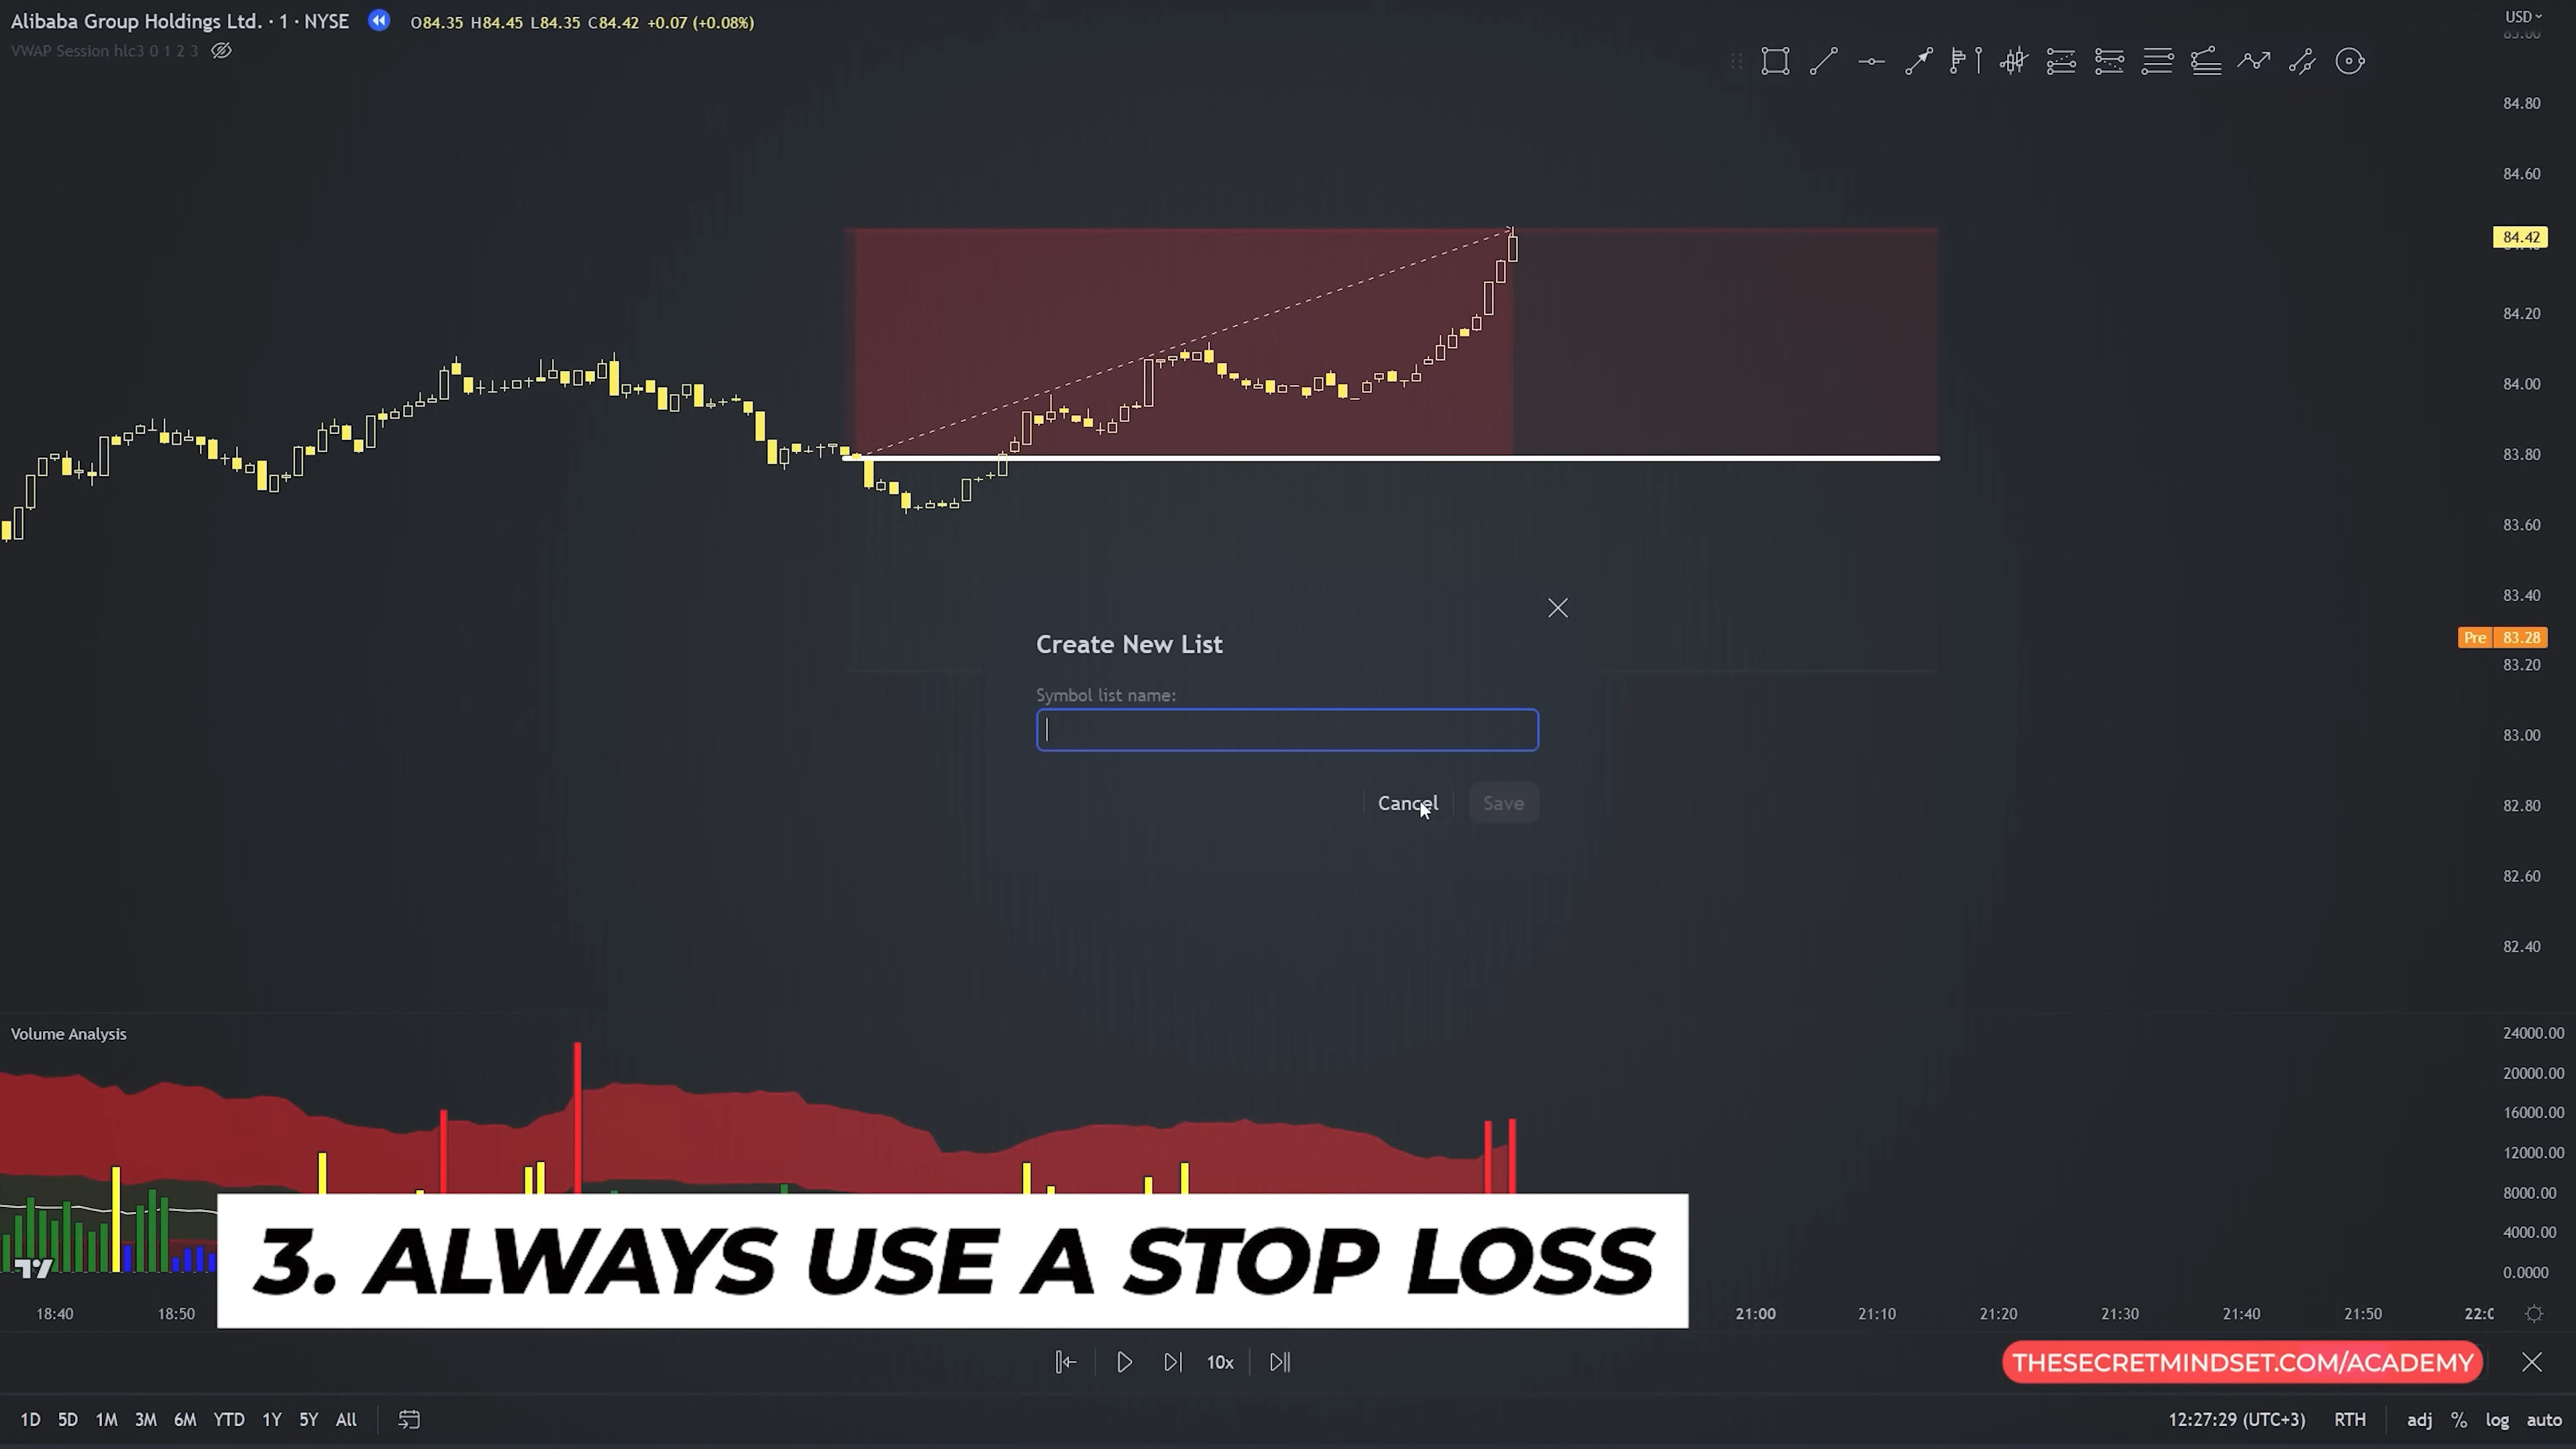 Alibaba Group Holdings Ltd. · 1 · NYSE O84.35 H84.45 L84.35 C84.42 +0.07 (+0.08%)
VWAP Session hlc3 0 1 2 3
USD
85.00
84.80
84.60
84.42
84.20
84.00
83.80
83.60
83.40
Pre 83.28
83.20
83.00
82.80
82.60
82.40
Create New List
Symbol list name:
Cancel Save
Volume Analysis
24000.00
20000.00
16000.00
12000.00
8000.00
4000.00
0.0000
3. ALWAYS USE A STOP LOSS
18:40 18:50 21:00 21:10 21:20 21:30 21:40 21:50
10x
THESECRETMINDSET.COM/ACADEMY
1D 5D 1M 3M 6M YTD 1Y 5Y All 12:27:29 (UTC+3) RTH adj % log auto